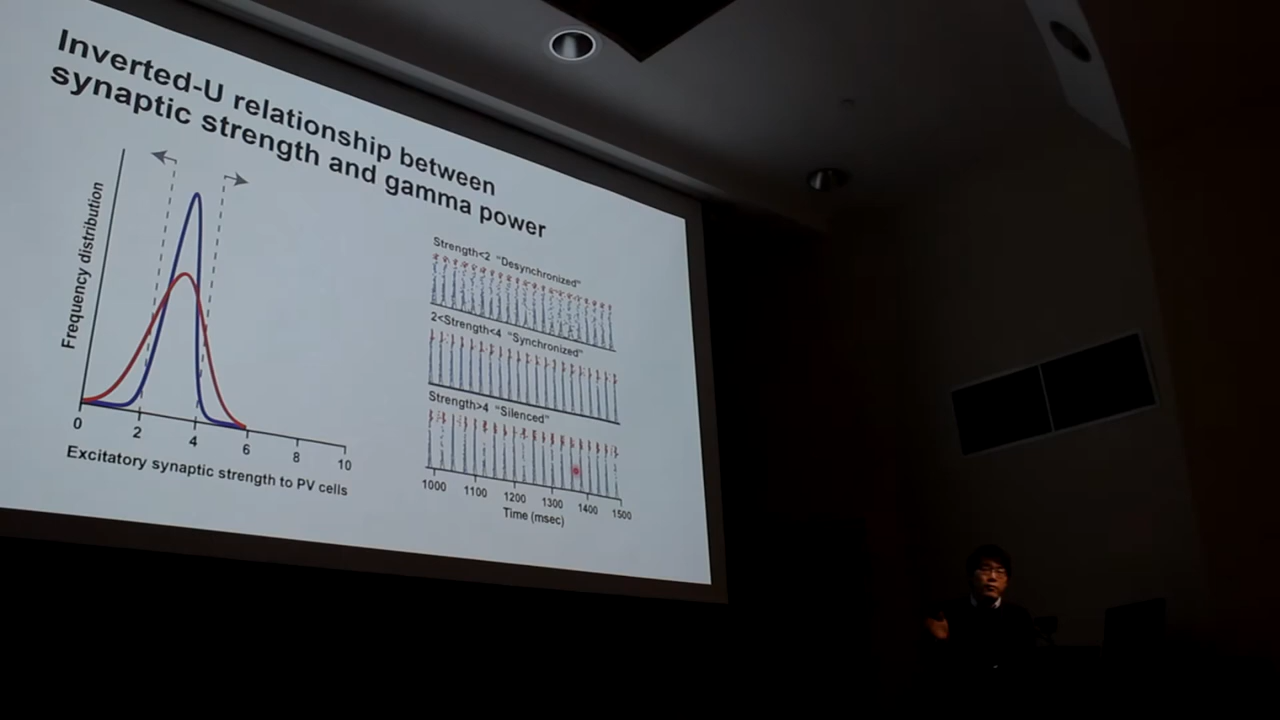 Inverted-U relationship between
synaptic strength and gamma power
Frequency distribution
0 2 4 6 8 10
Excitatory synaptic strength to PV cells
Strength<2 "Desynchronized"
2<Strength<4 "Synchronized"
Strength>4 "Silenced"
1000 1100 1200 1300 1400 1500
Time (msec)